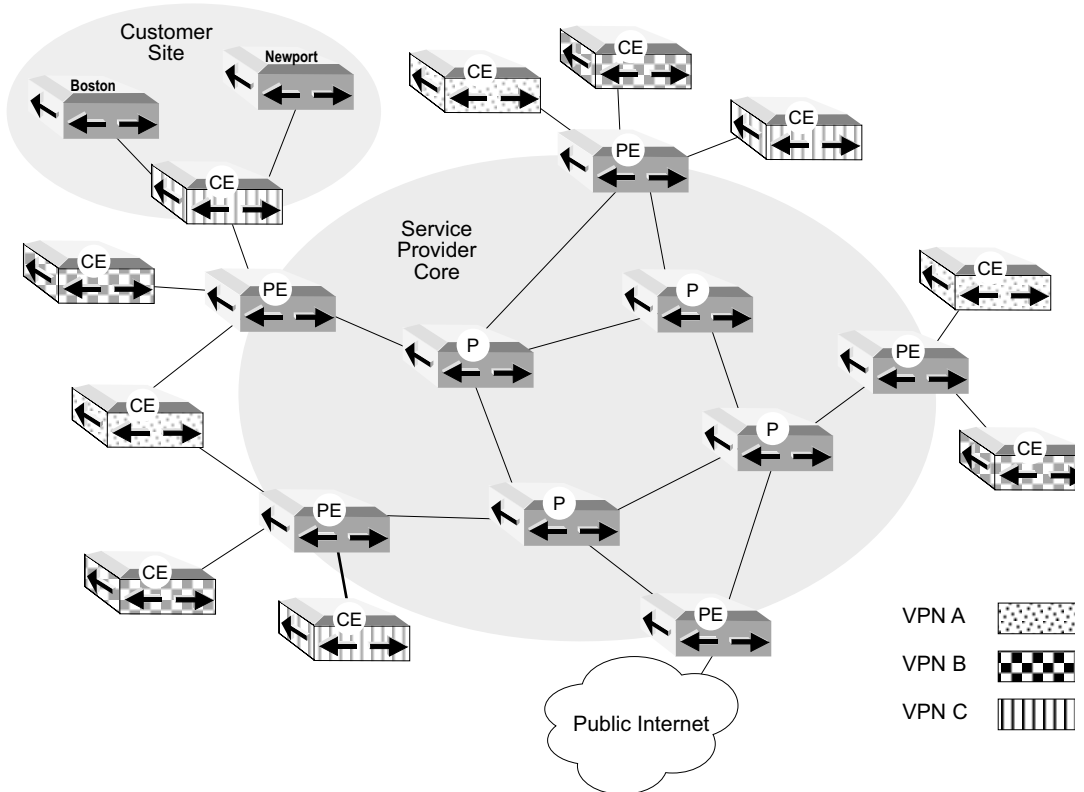 Customer
Site
Newport
Boston
CE
CE
CE
CE
PE
CE
Service
Provider
Core
CE
PE
P
CE
P
PE
CE
P
CE
PE
P
CE
CE
PE
VPN A
VPN B
VPN C
Public Internet